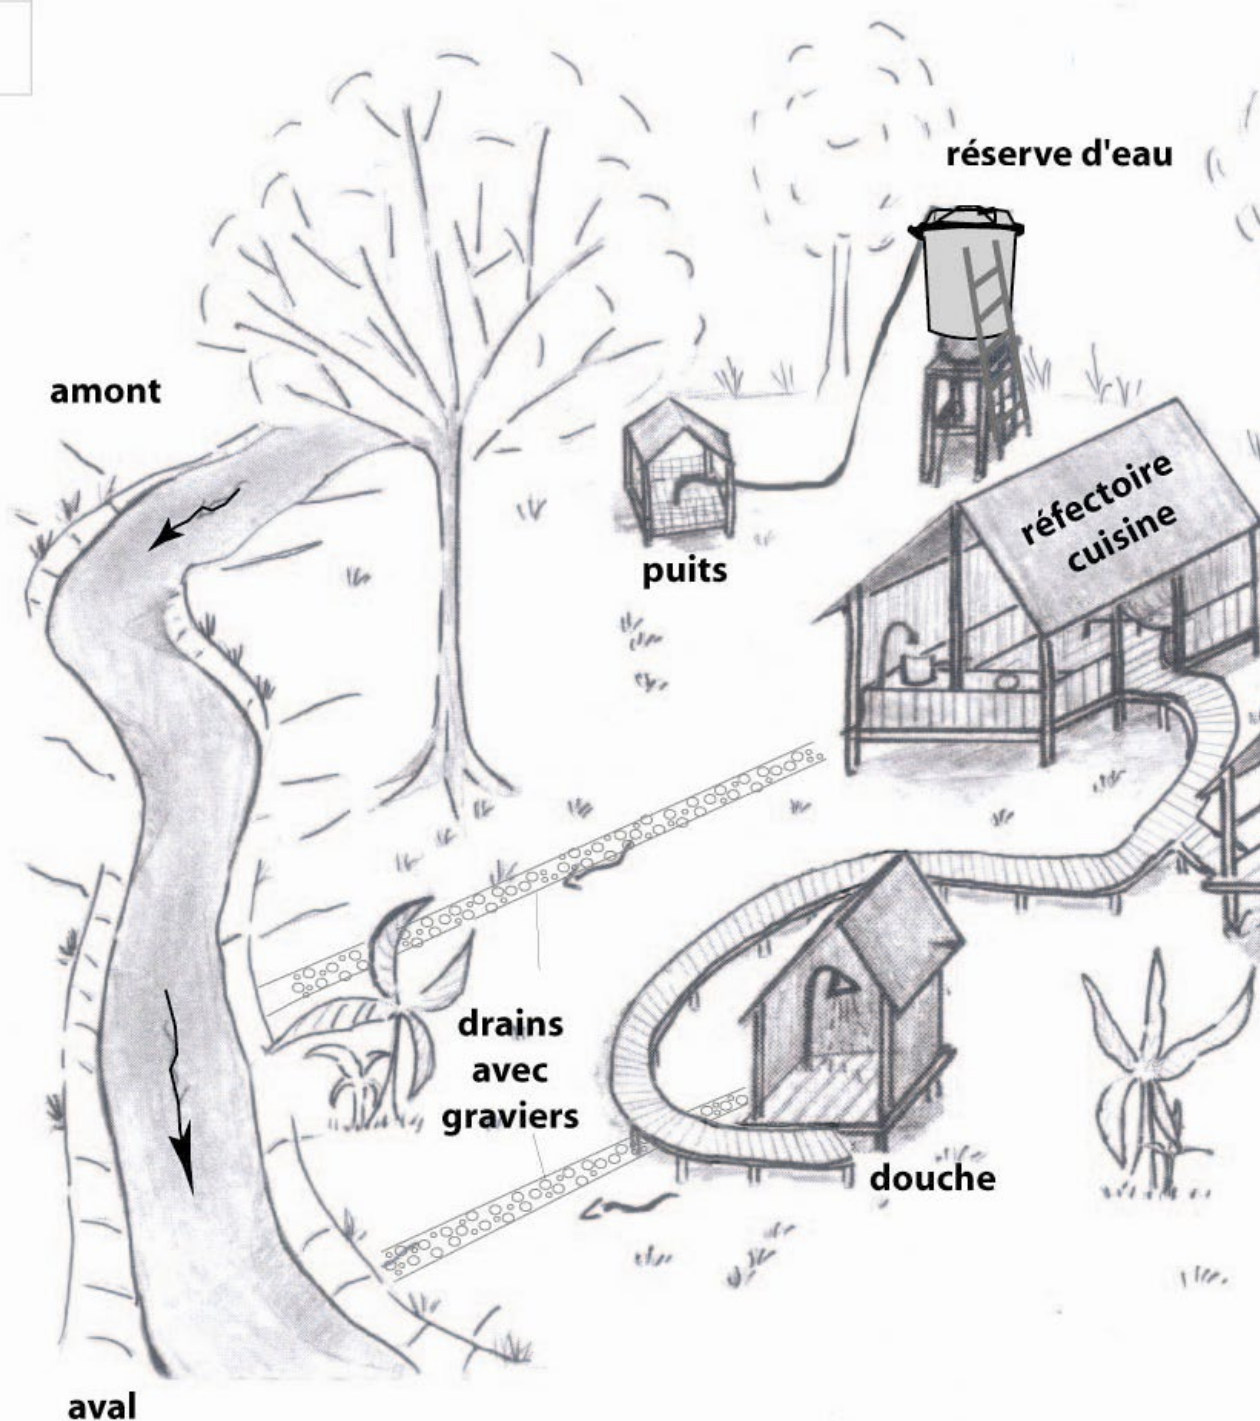 réserve d'eau
amont
réfectoire
cuisine
puits
drains
avec
graviers
douche
aval